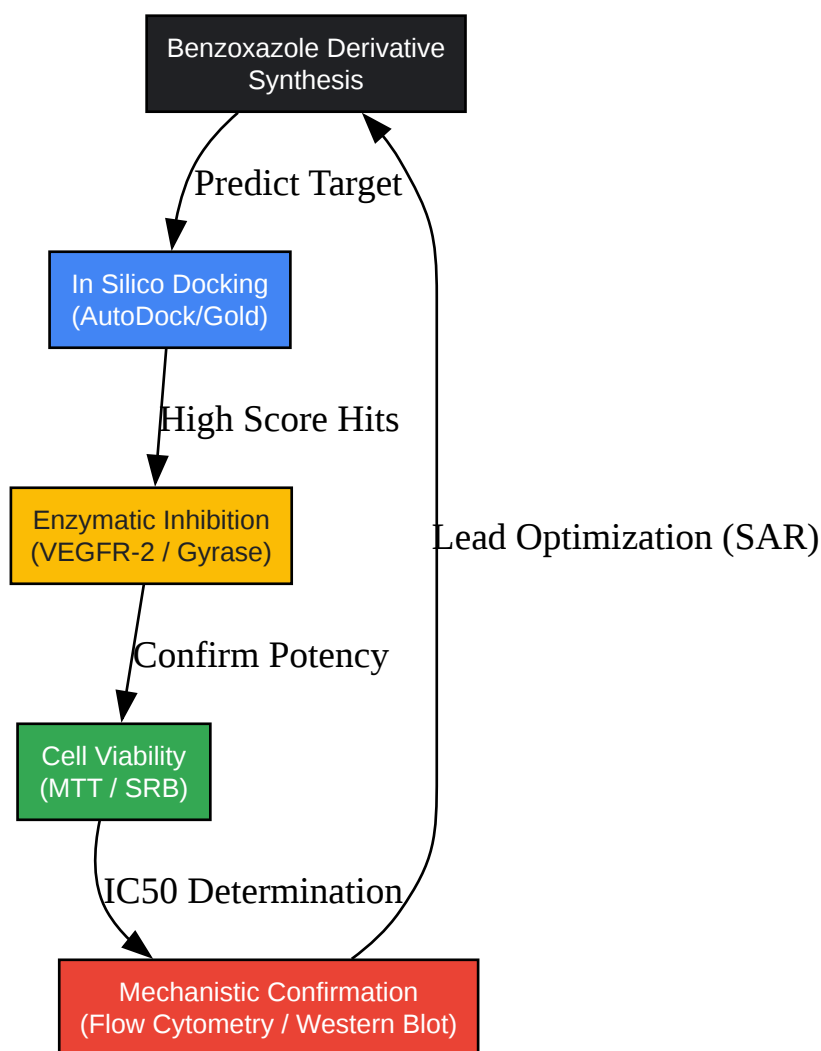 Benzoxazole Derivative
Synthesis
Predict Target
In Silico Docking
(AutoDock/Gold)
High Score Hits
Enzymatic Inhibition
(VEGFR-2 / Gyrase)
Lead Optimization (SAR)
Confirm Potency
Cell Viability
(MTT / SRB)
IC50 Determination
Mechanistic Confirmation
(Flow Cytometry / Western Blot)